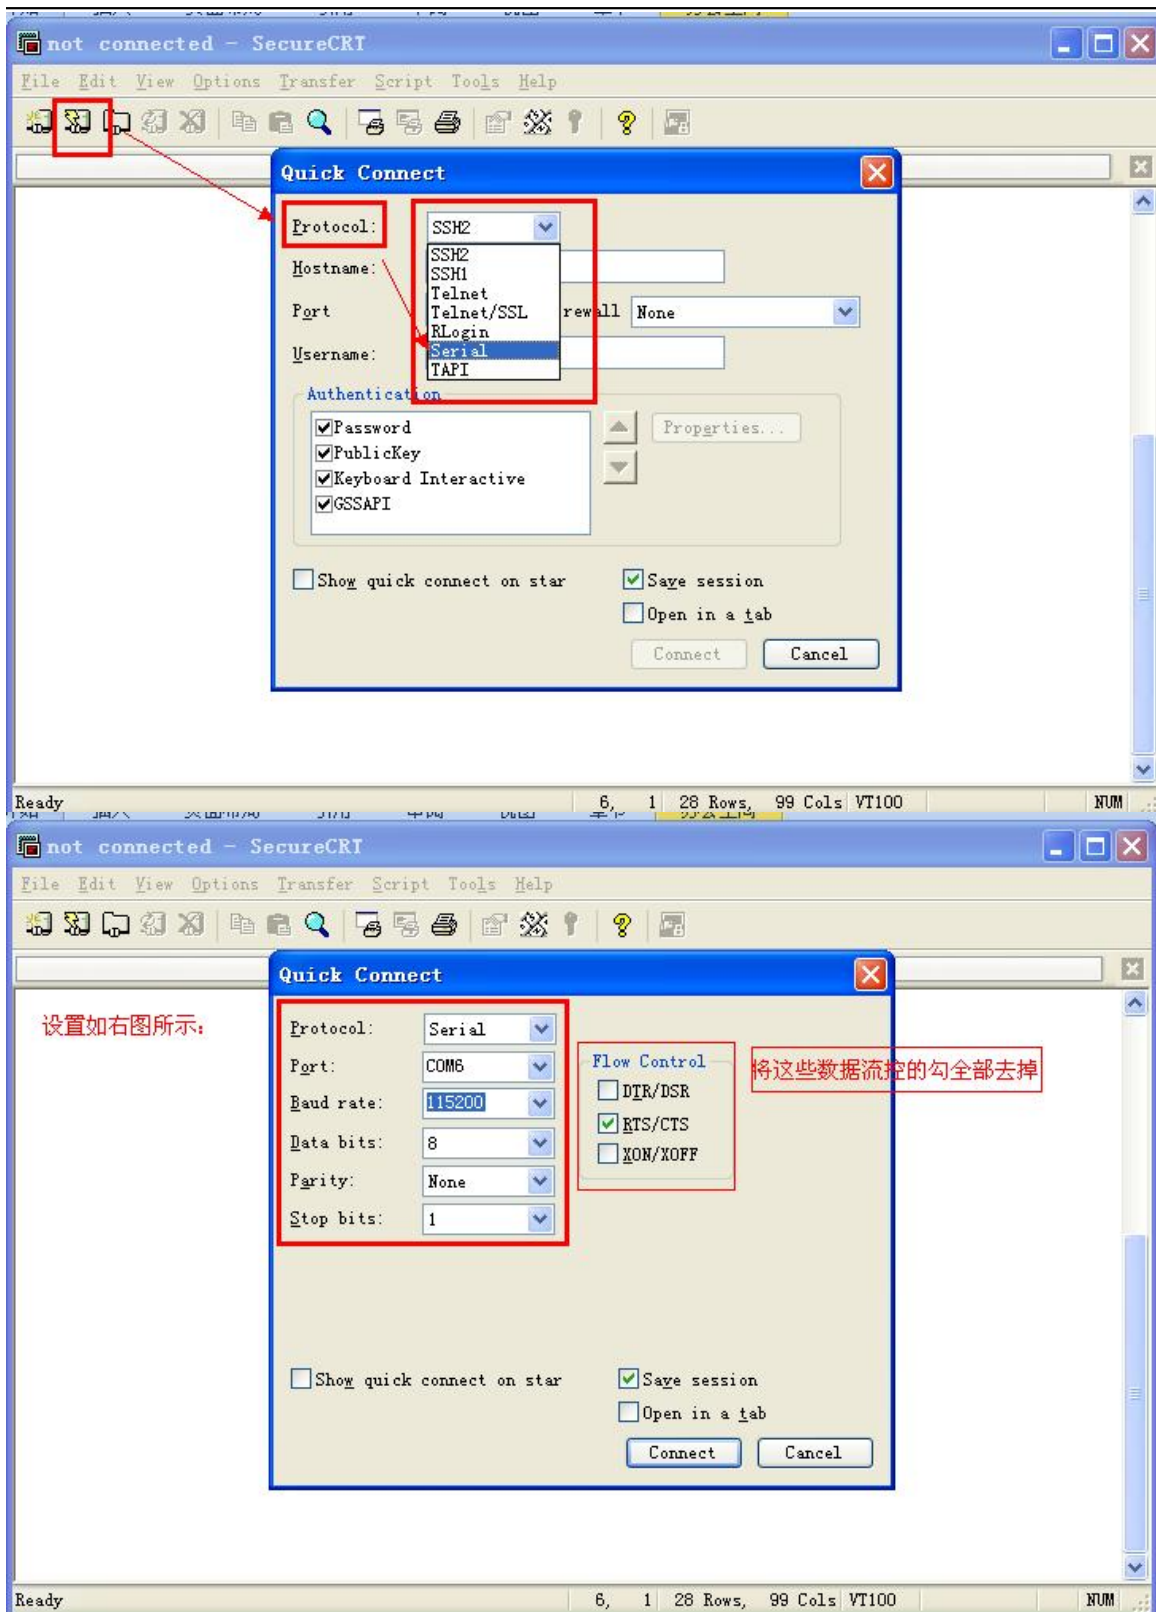 not connected - SecureCRT
File Edit View Options Transfer Script Tools Help
Quick Connect
Protocol: SSH2
SSH2
Hostname: SSH1
Telnet
Port Telnet/SSL rewall None
RLogin
Username: Serial
TAPI
Authentication
Password
PublicKey
Keyboard Interactive
GSSAPI
Properties...
Show quick connect on star Save session
Open in a tab
Connect Cancel
Ready 6, 1 28 Rows, 99 Cols VT100 NUM
not connected - SecureCRT
File Edit View Options Transfer Script Tools Help
Quick Connect
设置如右图所示:
Protocol: Serial
Port: COM6
Baud rate: 115200
Data bits: 8
Parity: None
Stop bits: 1
Flow Control
DTR/DSR
RTS/CTS
XON/XOFF
将这些数据流控的勾全部去掉
Show quick connect on star Save session
Open in a tab
Connect Cancel
Ready 6, 1 28 Rows, 99 Cols VT100 NUM